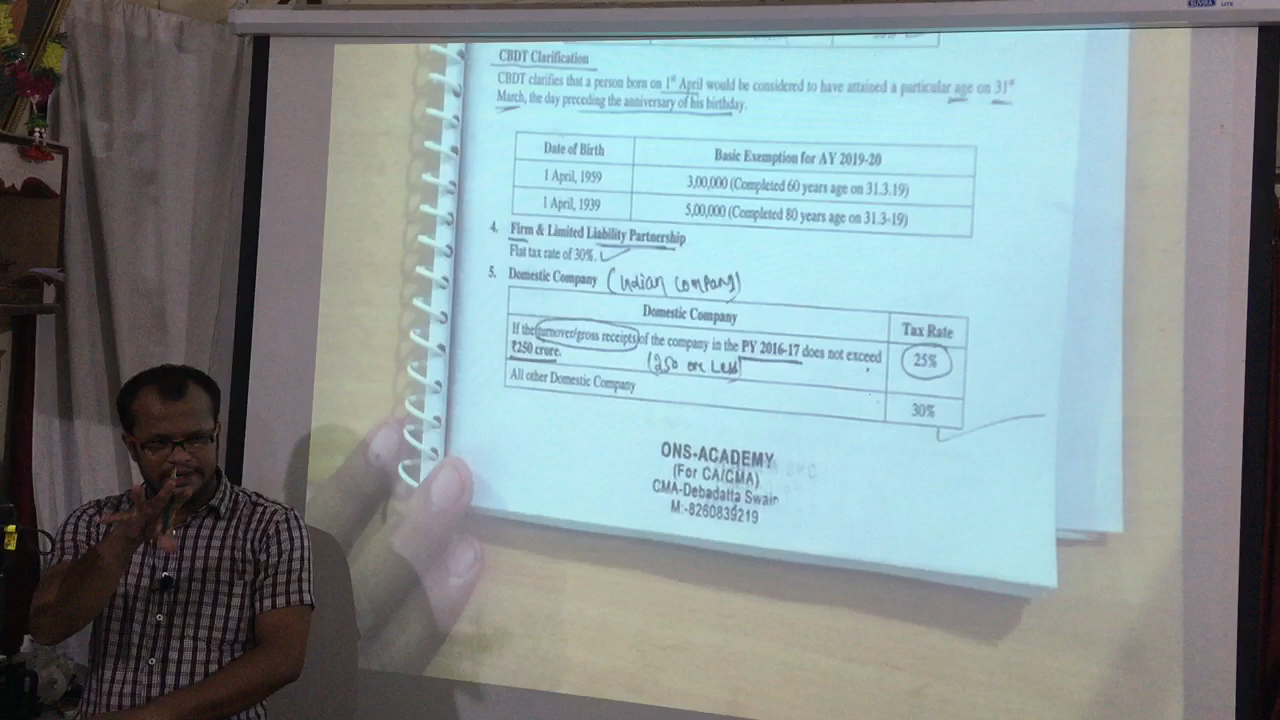 SUVIRA LITE
CBDT Clarification
CBDT clarifies that a person born on 1st April would be considered to have attained a particular age on 31st
March, the day preceding the anniversary of his birthday.
Date of Birth Basic Exemption for AY 2019-20
1 April, 1959 3,00,000 (Completed 60 years age on 31.3.19)
1 April, 1939 5,00,000 (Completed 80 years age on 31.3-19)
4. Firm & Limited Liability Partnership
Flat tax rate of 30%.
5. Domestic Company (Indian Company)
Domestic Company Tax Rate
If the turnover/gross receipts of the company in the PY 2016-17 does not exceed 25%
₹250 crore. (250 or Less)
All other Domestic Company 30%
ONS-ACADEMY
(For CA/CMA)
CMA-Debadatta Swain
M:-8260839219